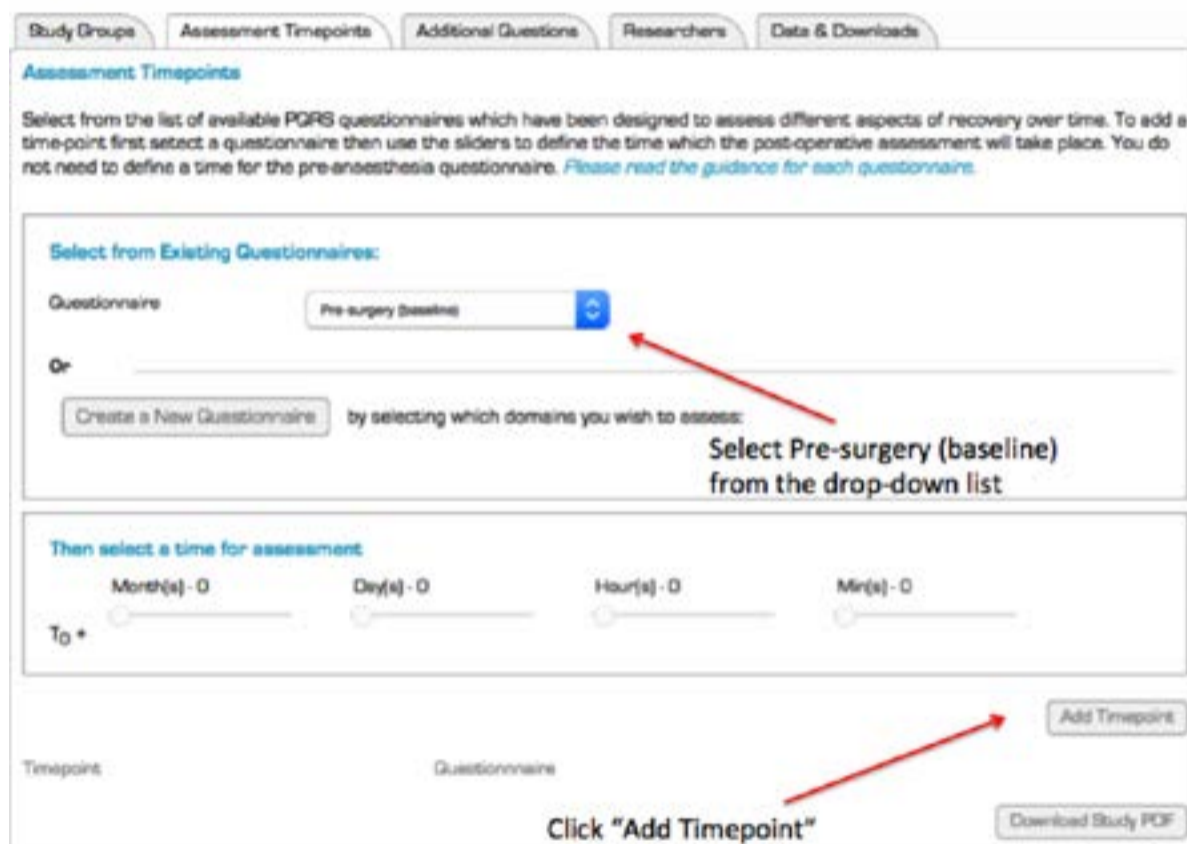 Study Groups Assessment Timepoints Additional Questions Researchers Data & Downloads
Assessment Timepoints
Select from the list of available PQRS questionnaires which have been designed to assess different aspects of recovery over time. To add a
time-point first setect a questionnaire then use the sliders to define the time which the post-operative assessment will take place. You do
not need to define a time for the pre-anaesthesia questionnaire. Please read the guidance for each questionnaire.
Select from Existing Questionnaires:
Questionnaire Pre-surgery (baseline)
Or
Create a New Questionnaire by selecting which domains you wish to assess:
Select Pre-surgery (baseline)
from the drop-down list
Then select a time for assessment
Month(s) - 0 Day(s) - 0 Hour(s) - 0 Min(s) - 0
T0 +
Add Timepoint
Timepoint Questionnnaire
Click "Add Timepoint"
Download Study PDF